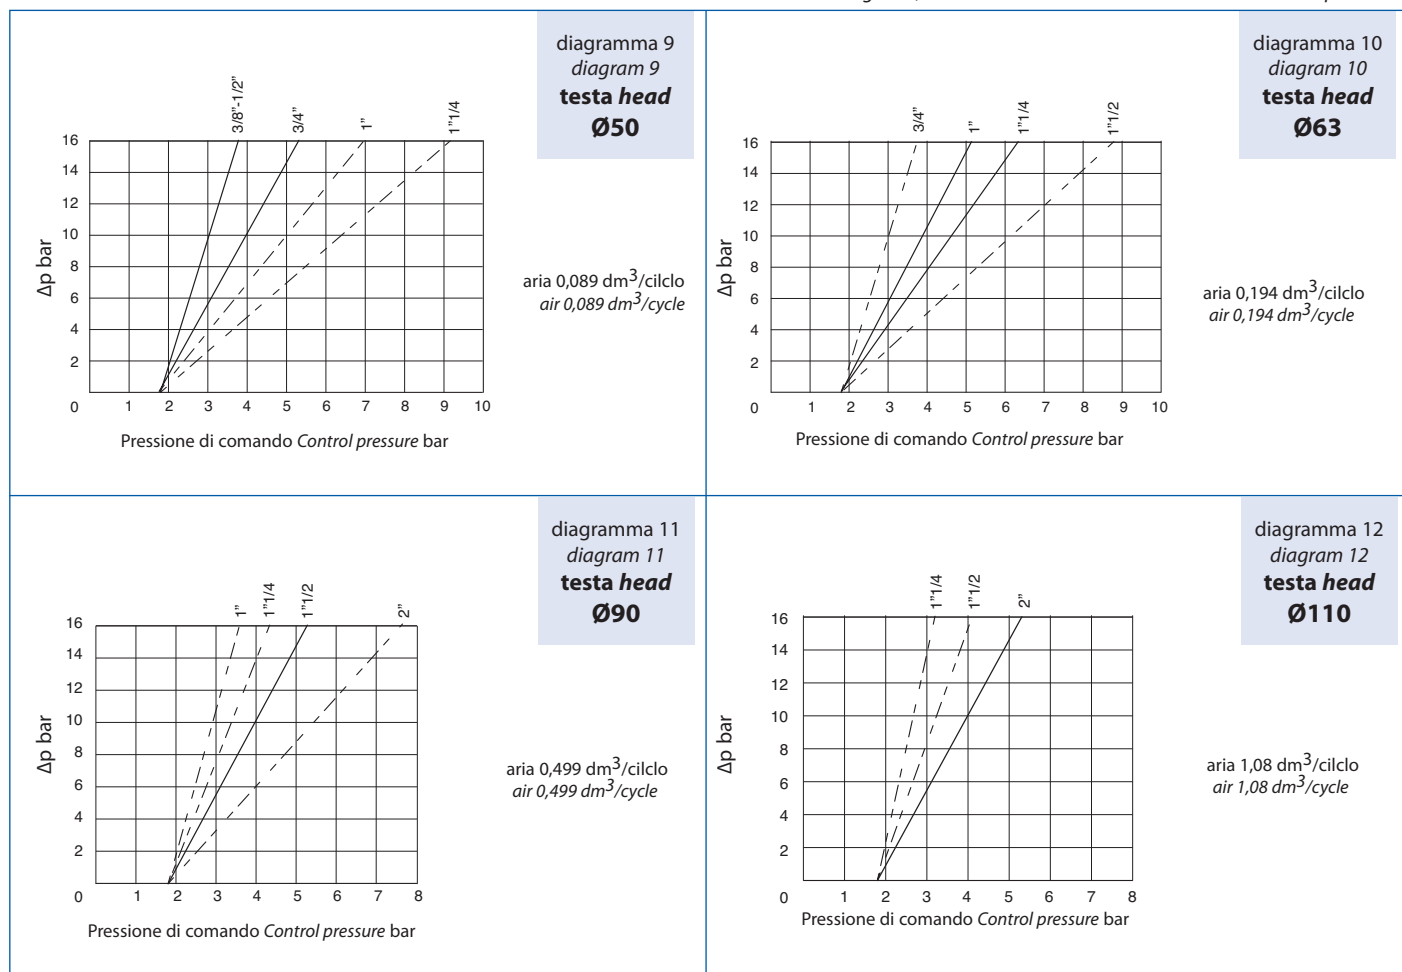 diagramma 9
diagram 9
testa head
Ø50
3/8”-1/2”
3/4”
1”
1”1/4
16
14
12
10
8
6
4
2
0 1 2 3 4 5 6 7 8 9 10
Δp bar
Pressione di comando Control pressure bar
aria 0,089 dm3/cilclo
air 0,089 dm3/cycle
diagramma 10
diagram 10
testa head
Ø63
3/4”
1”
1”1/4
1”1/2
16
14
12
10
8
6
4
2
0 1 2 3 4 5 6 7 8 9 10
Δp bar
Pressione di comando Control pressure bar
aria 0,194 dm3/cilclo
air 0,194 dm3/cycle
diagramma 11
diagram 11
testa head
Ø90
1”
1”1/4
1”1/2
2”
16
14
12
10
8
6
4
2
0 1 2 3 4 5 6 7 8
Δp bar
Pressione di comando Control pressure bar
aria 0,499 dm3/cilclo
air 0,499 dm3/cycle
diagramma 12
diagram 12
testa head
Ø110
1”1/4
1”1/2
2”
16
14
12
10
8
6
4
2
0 1 2 3 4 5 6 7 8
Δp bar
Pressione di comando Control pressure bar
aria 1,08 dm3/cilclo
air 1,08 dm3/cycle